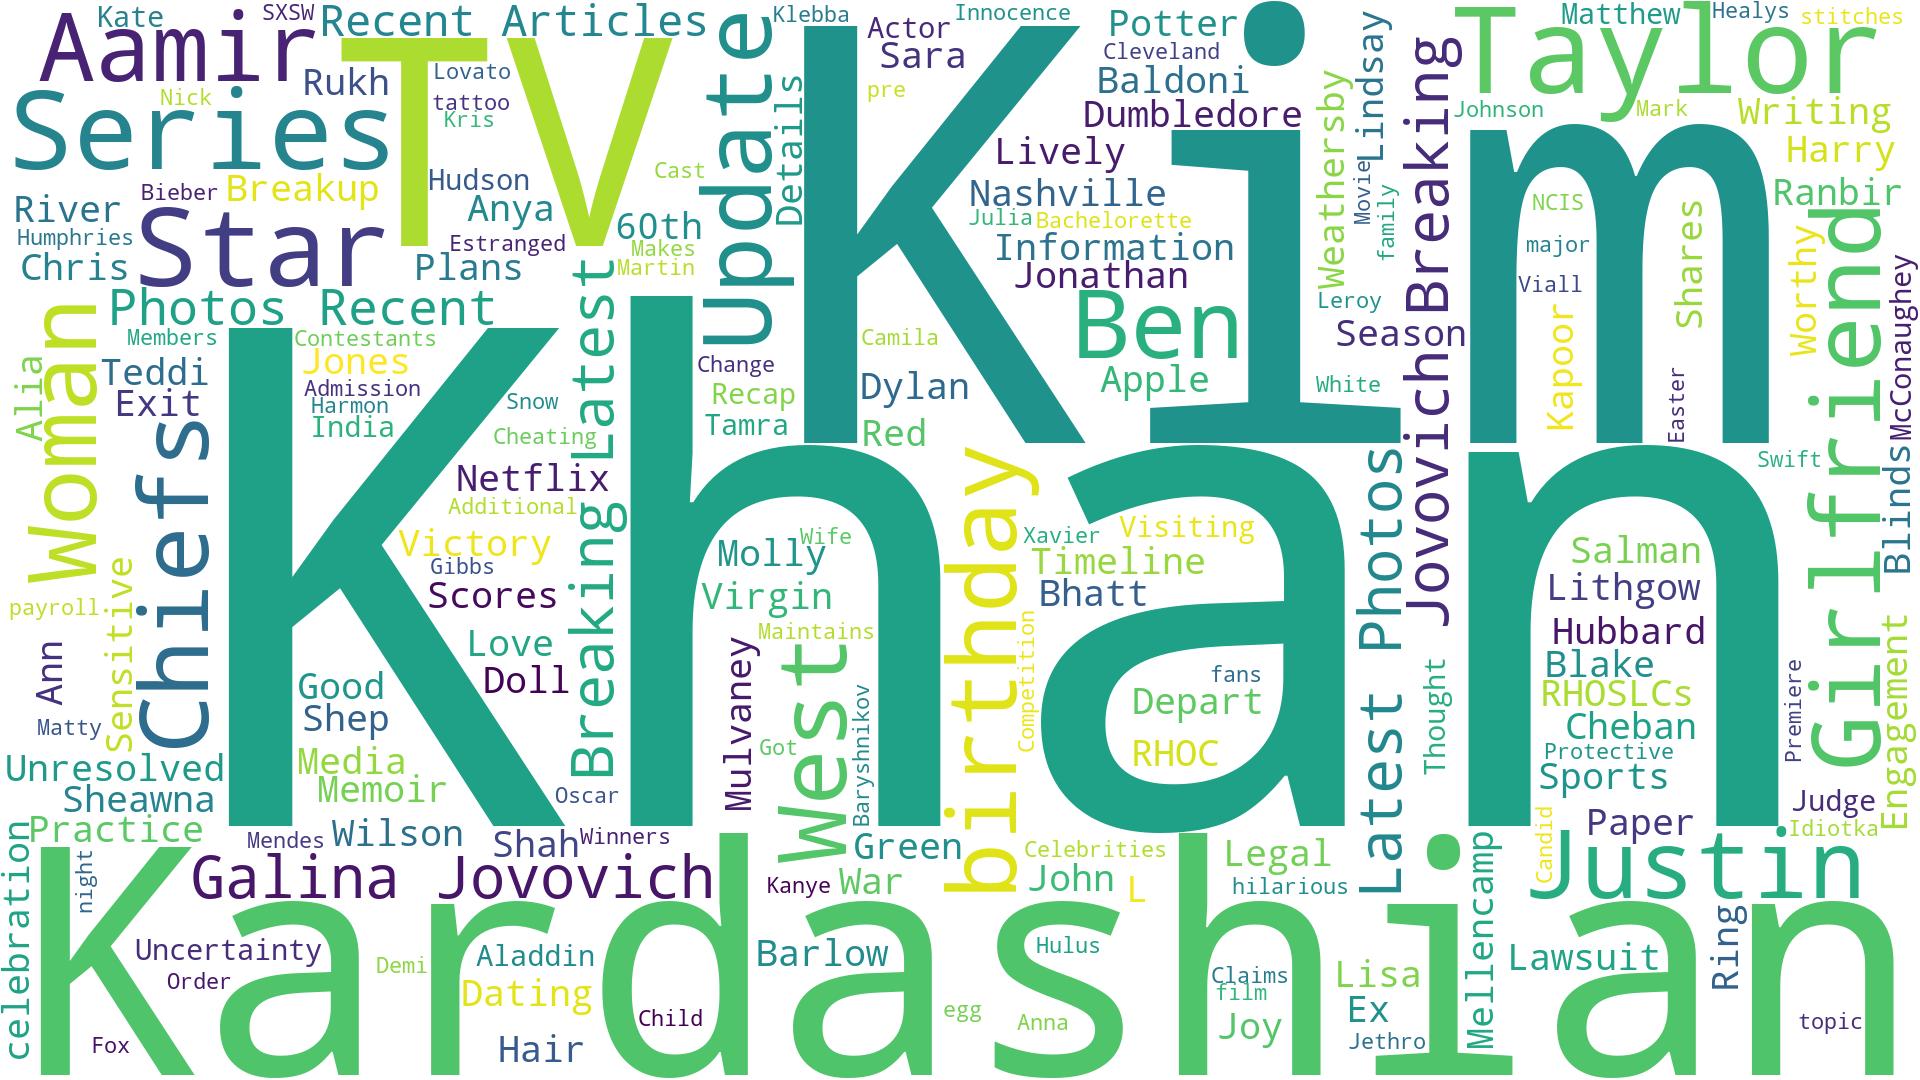 Kate
SXSW
Recent Articles
Klebba
Innocence
Matthew
Healys
stitches
Aamir
Actor
Potter
Taylor
Sara
Cleveland
Rukh
Lovato
TV
Update
Kim
Baldoni
Lindsay
Nick
tattoo
pre
Weathersby
Breaking
Johnson
Mark
Writing
Series
Kris
Details
Dumbledore
Lively
Harry
Cast
Movie
Bieber
Breakup
Hudson
Nashville
family
NCIS
Ranbir
River
Star
Anya
60th
Julia
Bachelorette
Shares
Humphries
Estranged
Makes
Information
major
Worthy
Girlfriend
Chris
Plans
Martin
Jonathan
Viall
McConaughey
Photos Recent
Latest
Ben
Leroy
Woman
Members
Contestants
Camila
Season
Kapoor
Alia
Teddi
Jones
Change
Apple
White
Jovovich
Easter
Exit
Admission
Harmon
Snow
Recap
Dylan
India
Cheating
Tamra
Red
Chiefs
Khan
Netflix
birthday
Latest Photos
Swift
Blinds
Additional
Breaking
Victory
Molly
Wife
Xavier
Visiting
Salman
Gibbs
Timeline
Sensitive
payroll
Scores
Virgin
Bhatt
Lithgow
Ann
Love
Maintains
Competition
Hubbard
Engagement
Doll
Mulvaney
West
fans
Blake
Good
Depart
Thought
RHOSLCs
Premiere
Matty
Shep
Baryshnikov
Cheban
Got
RHOC
Protective
Unresolved
Media
Sports
Sheawna
Memoir
Oscar
Judge
Practice
Mendes
Wilson
Shah
Winners
Green
Celebrities
Legal
Paper
Idiotka
celebration
night
Galina Jovovich
Kanye
War
John
L
hilarious
Mellencamp
Candid
Justin
Kardashian
Uncertainty
Aladdin
Barlow
Hulus
Lawsuit
Ring
Order
Demi
Claims
Lisa
Dating
film
Child
egg
Anna
Joy
Ex
topic
Fox
Hair
Jethro